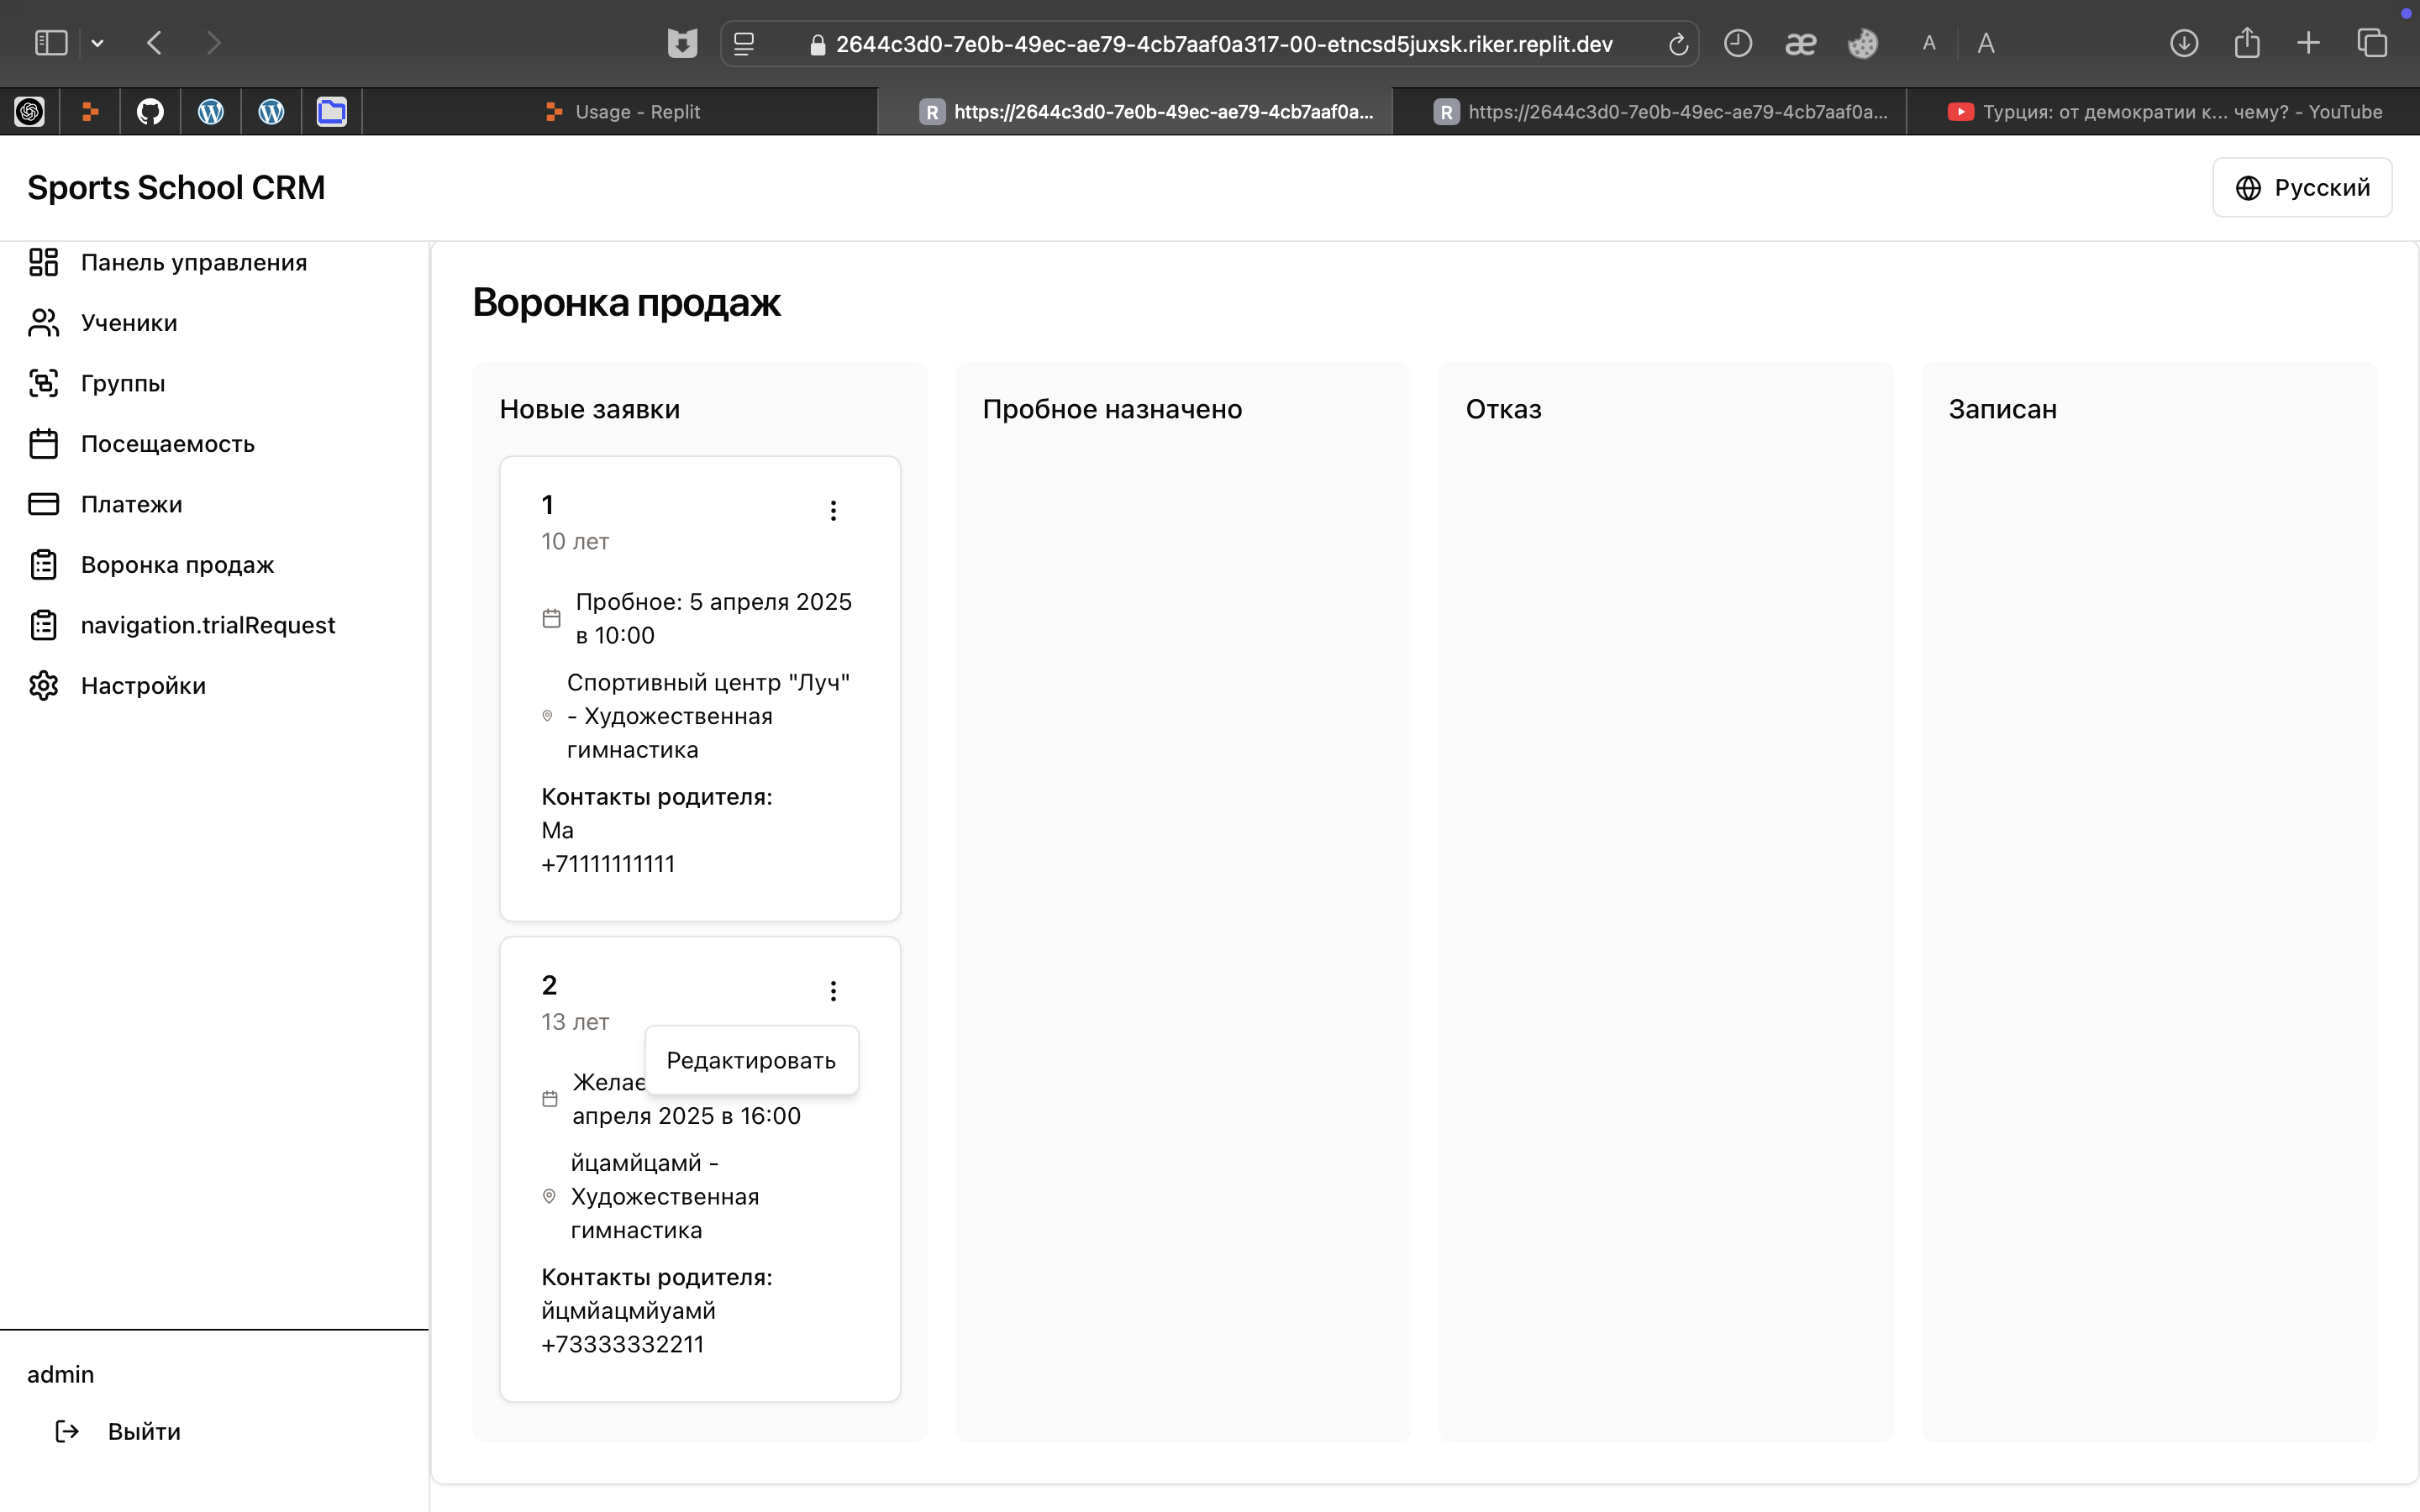 2644c3d0-7e0b-49ec-ae79-4cb7aaf0a317-00-etncsd5juxsk.riker.replit.dev
A
A
Usage - Replit
R
https://2644c3d0-7e0b-49ec-ae79-4cb7aaf0a...
R
https://2644c3d0-7e0b-49ec-ae79-4cb7aaf0a...
Турция: от демократии к... чему? - YouTube
Sports School CRM
Русский
Панель управления
Ученики
Группы
Посещаемость
Платежи
Воронка продаж
navigation.trialRequest
Настройки
admin
Выйти
Воронка продаж
Новые заявки
1
10 лет
Пробное: 5 апреля 2025
в 10:00
Спортивный центр "Луч"
- Художественная
гимнастика
Контакты родителя:
Ма
+71111111111
2
13 лет
Редактировать
Желае
апреля 2025 в 16:00
йцамйцамй -
Художественная
гимнастика
Контакты родителя:
йцмйацмйуамй
+73333332211
Пробное назначено
Отказ
Записан